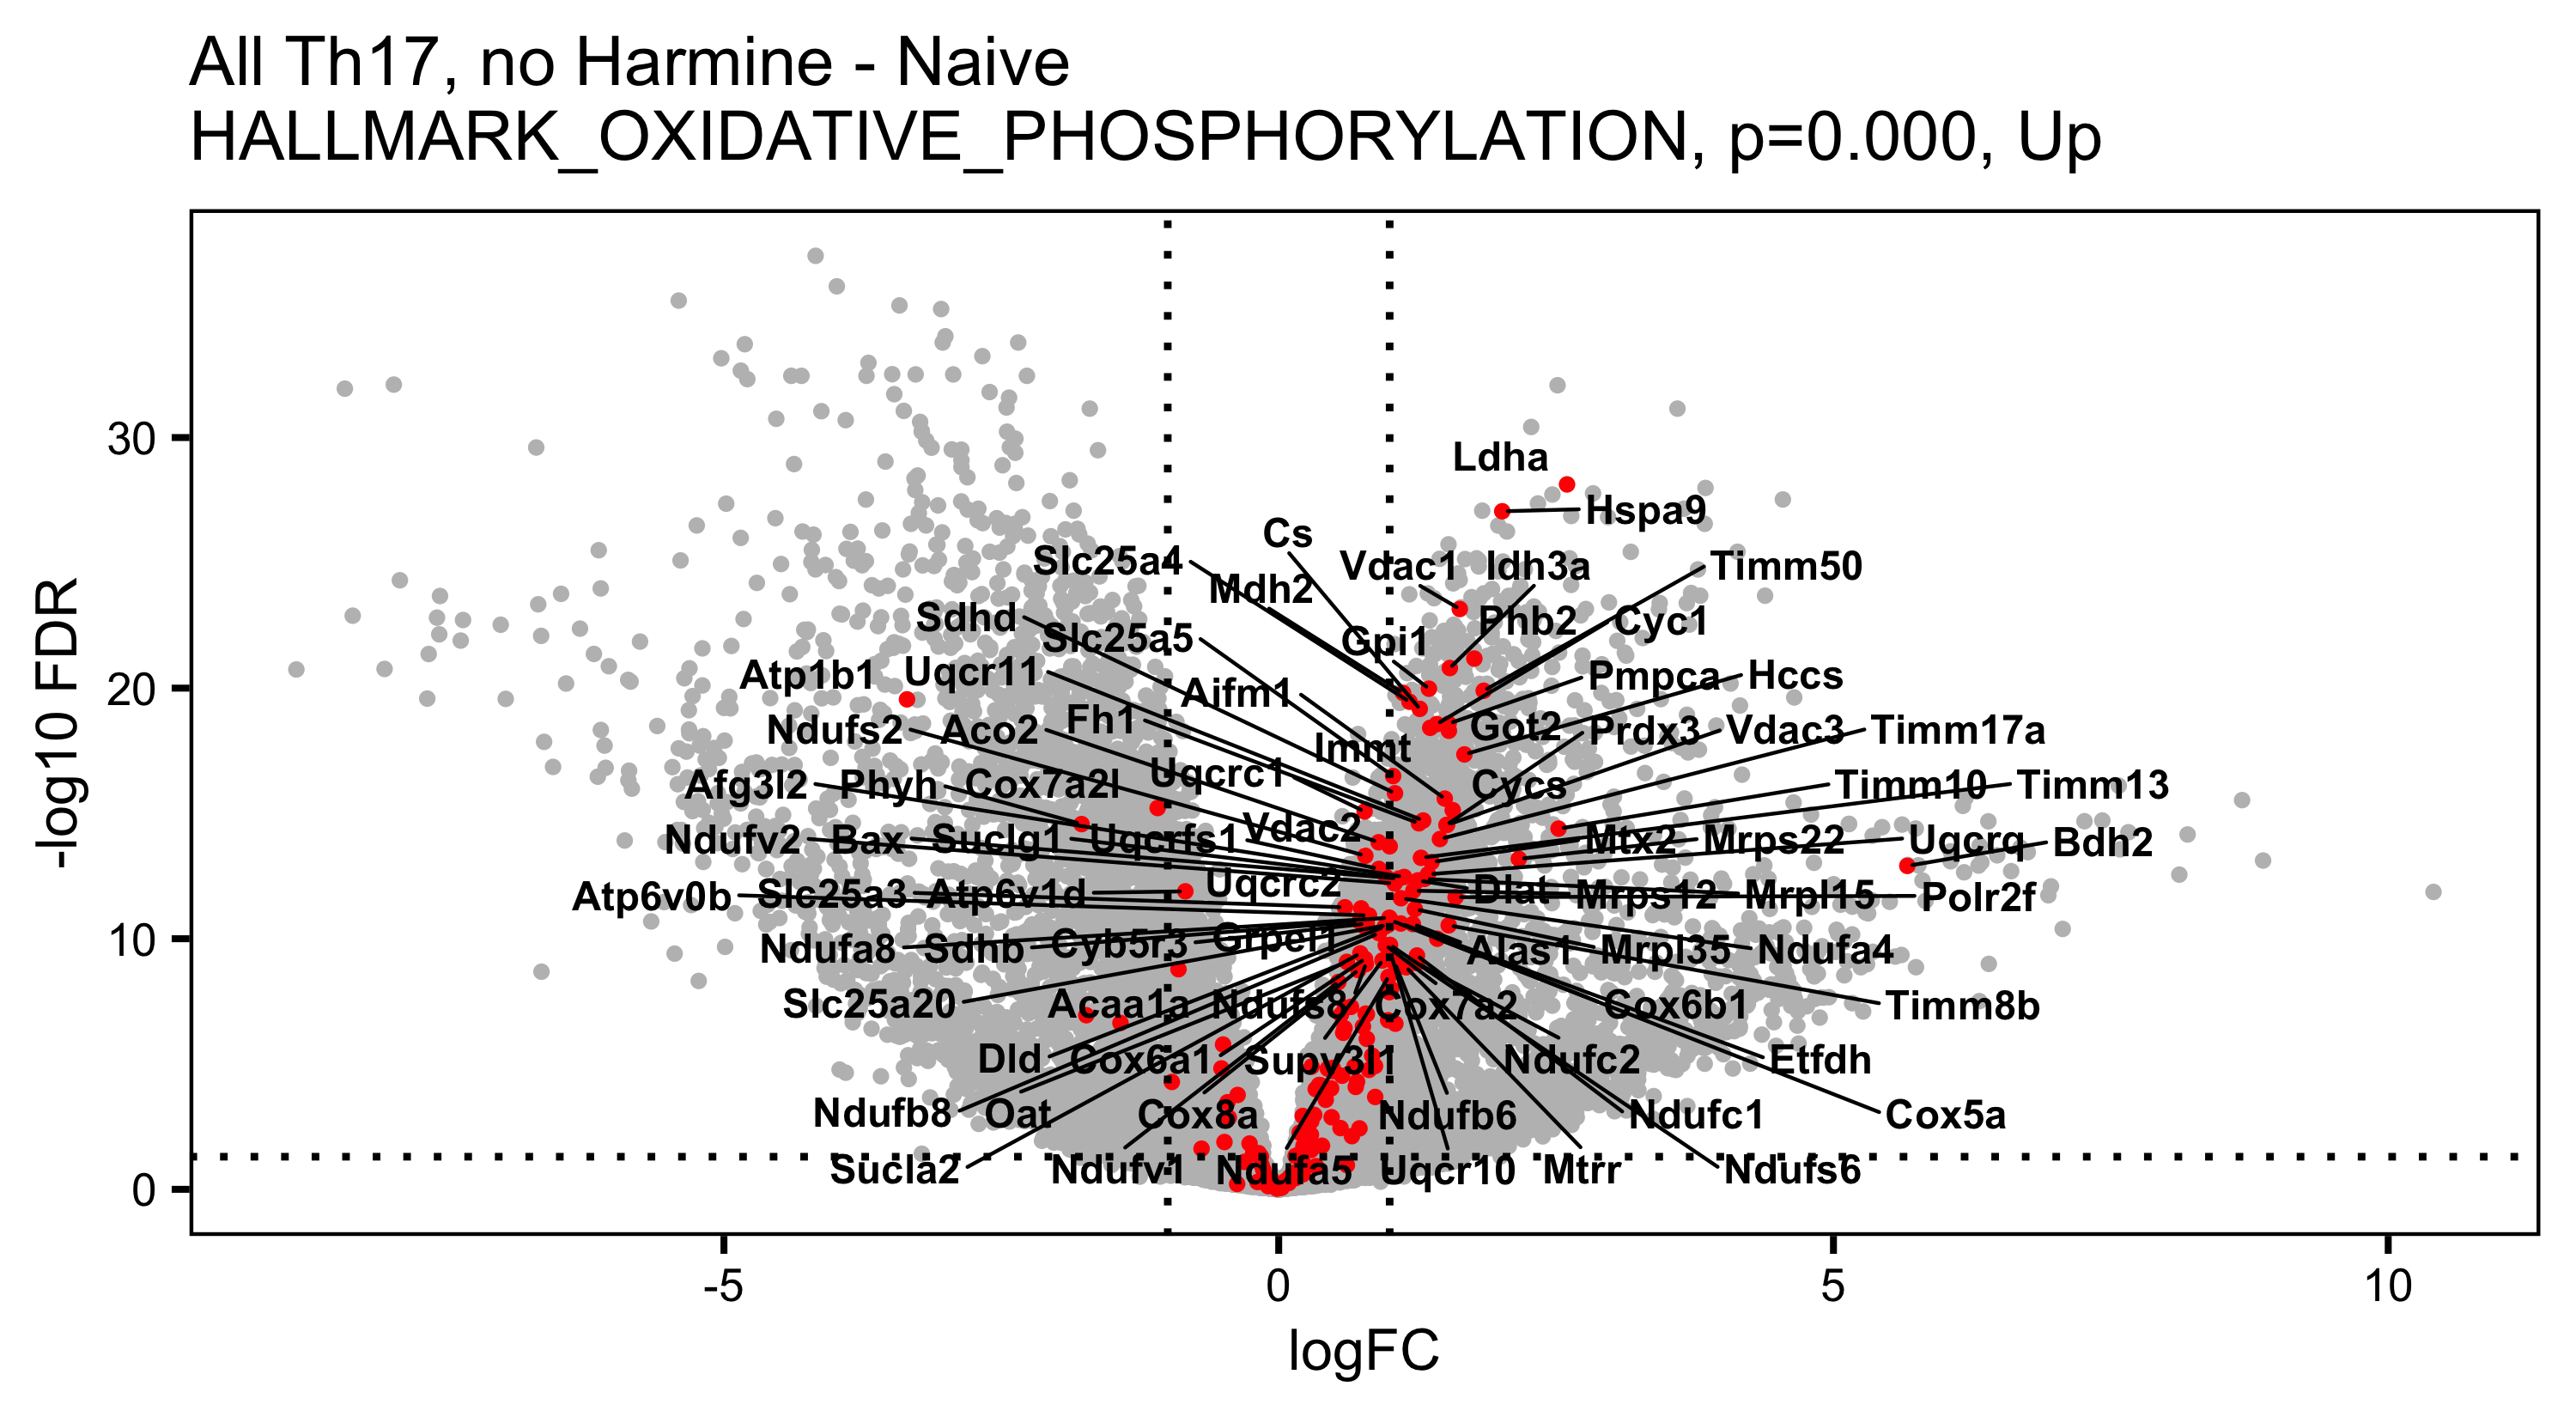 All Th17, no Harmine - Naive
HALLMARK_OXIDATIVE_PHOSPHORYLATION, p=0.000, Up
-log10 FDR
30
20
10
0
Ldha
Hspa9
Cs
Slc25a4
Vdac1 Idh3a Timm50
Mdh2
Sdhd Phb2 Cyc1
Slc25a5 Gpi1
Atp1b1 Uqcr11 Pmpca Hccs
Aifm1
Ndufs2 Aco2 Fh1 Got2 Prdx3 Vdac3 Timm17a
Immt
Afg3l2 Phyh Cox7a2l Uqcrc1 Cycs Timm10 Timm13
Vdac2
Ndufv2 Bax Suclg1 Uqcrfs1 Mtx2 Mrps22 Uqcrq Bdh2
Atp6v0b Slc25a3 Atp6v1d Uqcrc2 Dlat Mrps12 Mrpl15 Polr2f
Ndufa8 Sdhb Cyb5r3 Grpel1 Alas1 Mrpl35 Ndufa4
Slc25a20 Acaa1a Ndufs8 Cox7a2 Cox6b1 Timm8b
Dld Cox6a1 Supv3l1 Ndufc2 Etfdh
Ndufb8 Oat Cox8a Ndufb6 Ndufc1 Cox5a
Sucla2 Ndufv1 Ndufa5 Uqcr10 Mtrr Ndufs6
-5 0 5 10
logFC